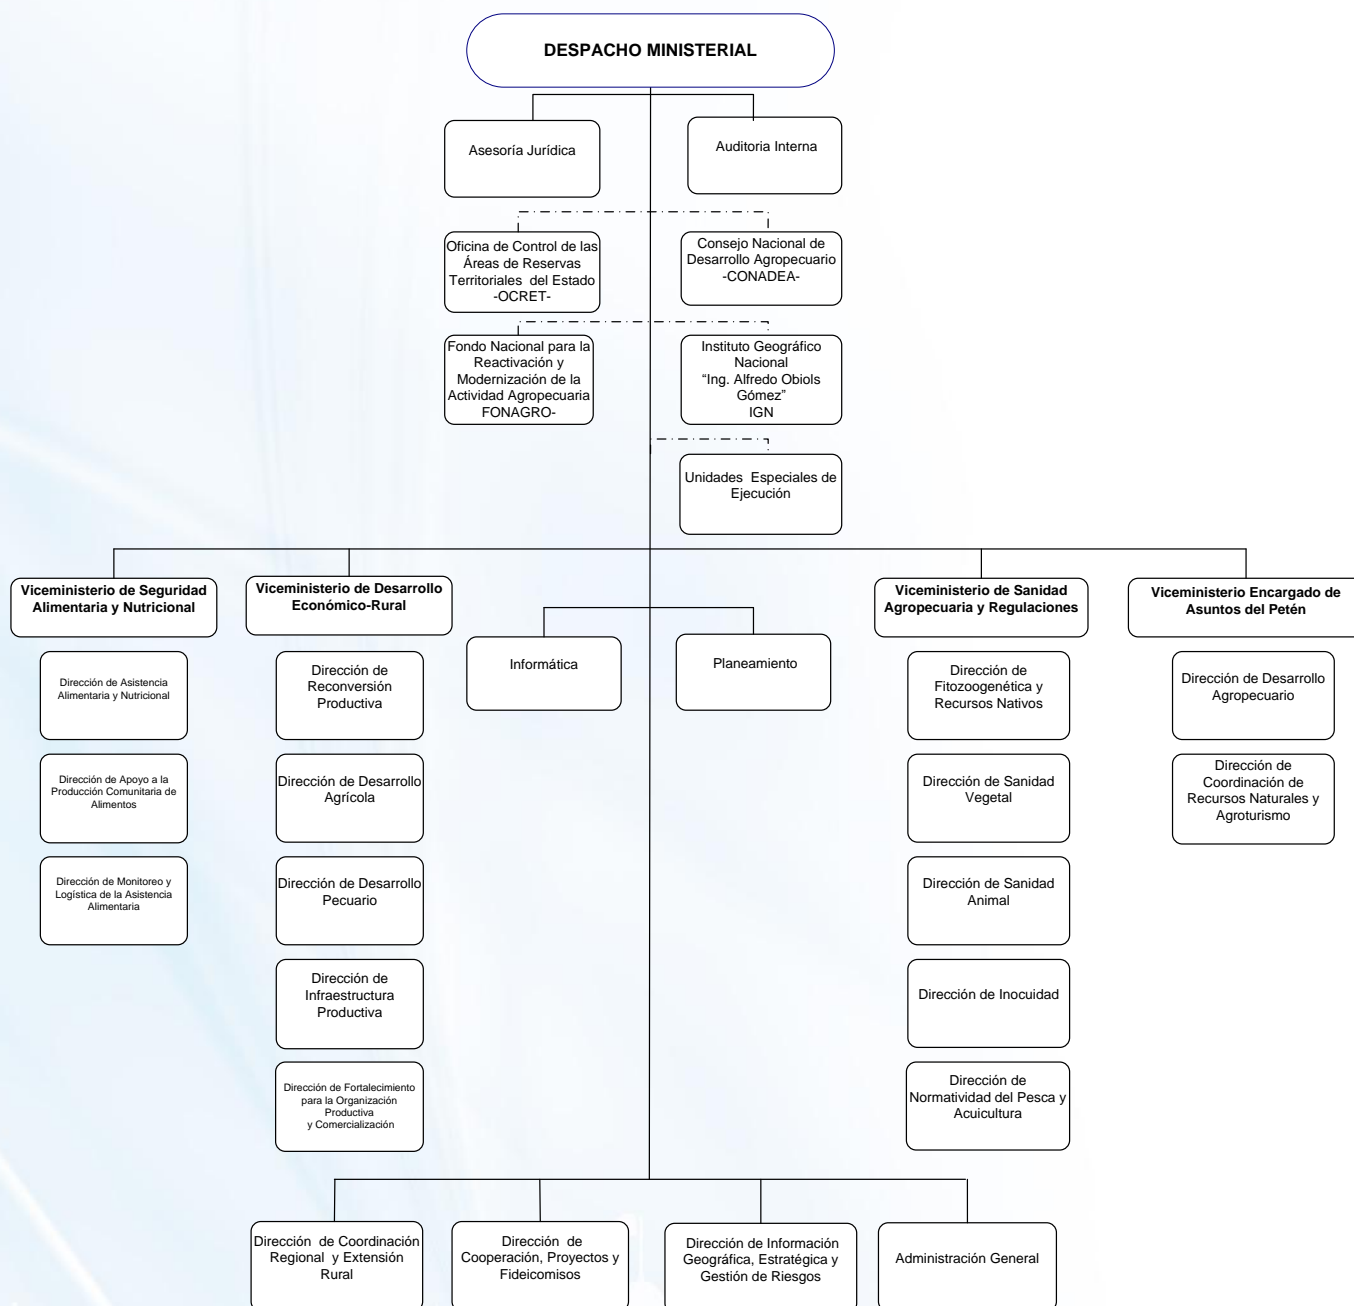 DESPACHO MINISTERIAL
Asesoría Jurídica
Auditoria Interna
Oficina de Control de las
Áreas de Reservas
Territoriales del Estado
-OCRET-
Consejo Nacional de
Desarrollo Agropecuario
-CONADEA-
Fondo Nacional para la
Reactivación y
Modernización de la
Actividad Agropecuaria
FONAGRO-
Instituto Geográfico
Nacional
“Ing. Alfredo Obiols
Gómez”
IGN
Unidades Especiales de
Ejecución
Viceministerio de Seguridad
Alimentaria y Nutricional
Viceministerio de Desarrollo
Económico-Rural
Viceministerio de Sanidad
Agropecuaria y Regulaciones
Viceministerio Encargado de
Asuntos del Petén
Informática
Planeamiento
Dirección de Asistencia
Alimentaria y Nutricional
Dirección de Apoyo a la
Producción Comunitaria de
Alimentos
Dirección de Monitoreo y
Logística de la Asistencia
Alimentaria
Dirección de
Reconversión
Productiva
Dirección de Desarrollo
Agrícola
Dirección de Desarrollo
Pecuario
Dirección de
Infraestructura
Productiva
Dirección de Fortalecimiento
para la Organización
Productiva
y Comercialización
Dirección de
Fitozoogenética y
Recursos Nativos
Dirección de Sanidad
Vegetal
Dirección de Sanidad
Animal
Dirección de Inocuidad
Dirección de
Normatividad del Pesca y
Acuicultura
Dirección de Desarrollo
Agropecuario
Dirección de
Coordinación de
Recursos Naturales y
Agroturismo
Dirección de Coordinación
Regional y Extensión
Rural
Dirección de
Cooperación, Proyectos y
Fideicomisos
Dirección de Información
Geográfica, Estratégica y
Gestión de Riesgos
Administración General